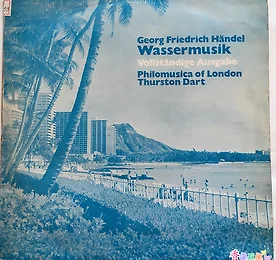 Georg Friedrich Händel
Wassermusik
Vollständige Ausgabe
Philomusica of London
Thurston Dart